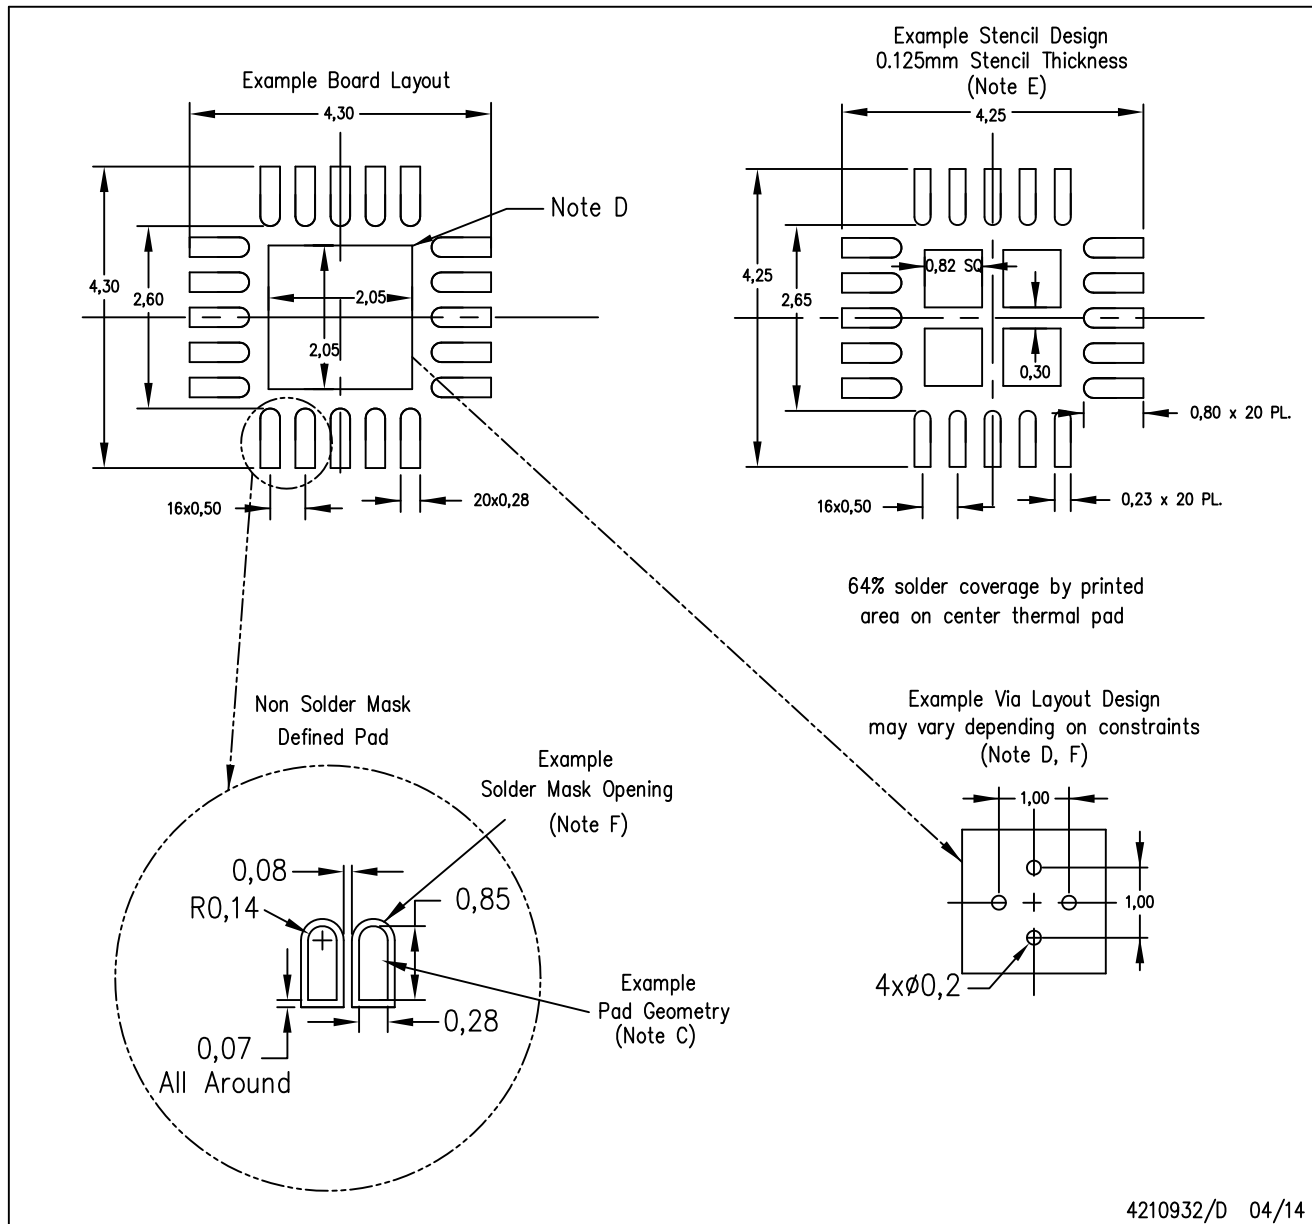 Example Board Layout
4,30
4,30
2,60
2,05
2,05
Note D
16x0,50
20x0,28
Example Stencil Design
0.125mm Stencil Thickness
(Note E)
4,25
4,25
2,65
0,82 SQ
0,30
0,80 x 20 PL.
16x0,50
0,23 x 20 PL.
64% solder coverage by printed
area on center thermal pad
Non Solder Mask
Defined Pad
Example
Solder Mask Opening
(Note F)
0,08
R0,14
0,85
0,28
0,07
All Around
Example
Pad Geometry
(Note C)
Example Via Layout Design
may vary depending on constraints
(Note D, F)
1,00
1,00
4xø0,2
4210932/D 04/14